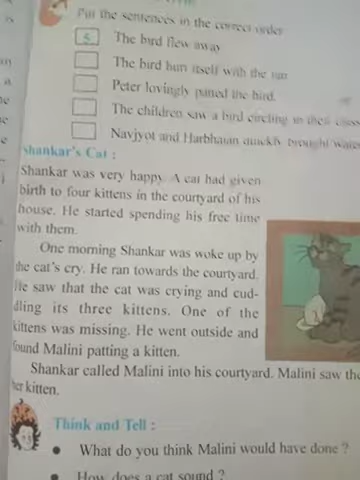 Put the sentences in the correct order
5. The bird flew away
The bird hurt itself with the fan
Peter lovingly patted the bird.
The children saw a bird circling in their class
Navjyot and Harbhajan quickly brought water
Shankar's Cat :
Shankar was very happy. A cat had given
birth to four kittens in the courtyard of his
house. He started spending his free time
with them.
One morning Shankar was woke up by
the cat's cry. He ran towards the courtyard.
He saw that the cat was crying and cud-
dling its three kittens. One of the
kittens was missing. He went outside and
found Malini patting a kitten.
Shankar called Malini into his courtyard. Malini saw the
her kitten.
Think and Tell :
• What do you think Malini would have done ?
• How does a cat sound ?